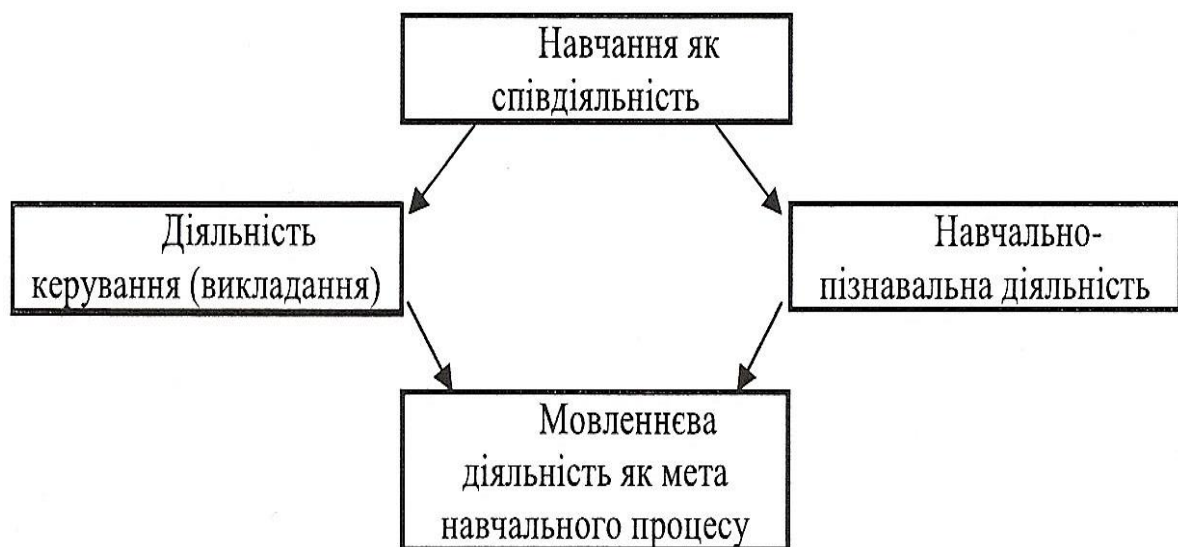 Навчання як
співдіяльність
Діяльність
керування (викладання)
Навчально-
пізнавальна діяльність
Мовленнєва
діяльність як мета
навчального процесу